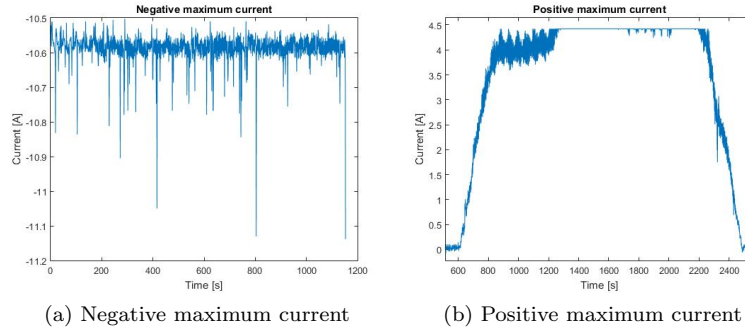 Negative maximum current
-10.5
-10.6
-10.7
-10.8
-10.9
-11
-11.1
-11.2
Current [A]
0 200 400 600 800 1000 1200
Time [s]
(a) Negative maximum current
Positive maximum current
4.5
4
3.5
3
2.5
2
1.5
1
0.5
0
Current [A]
600 800 1000 1200 1400 1600 1800 2000 2200 2400
Time [s]
(b) Positive maximum current